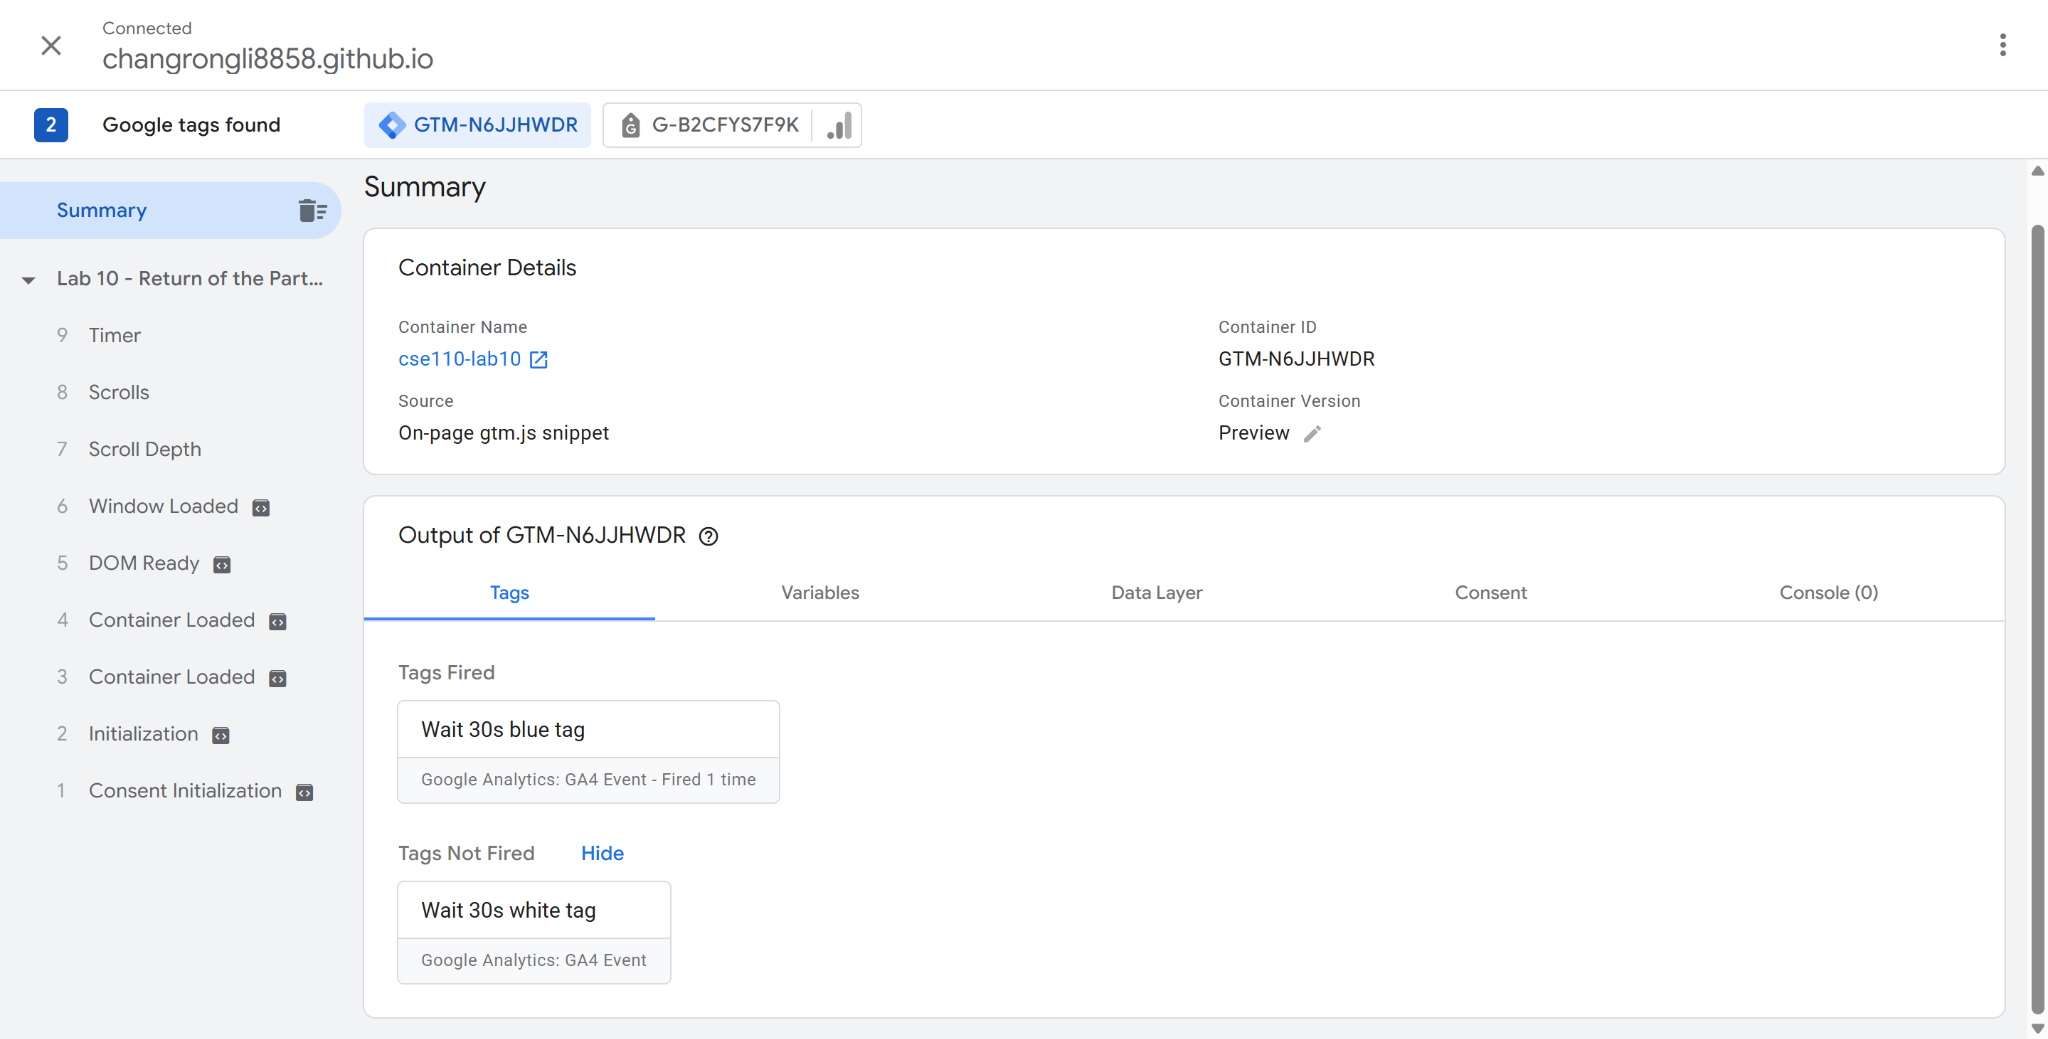 Connected
changrongli8858.github.io
2 Google tags found GTM-N6JJHWDR G-B2CFYS7F9K
Summary
Lab 10 - Return of the Part...
9 Timer
8 Scrolls
7 Scroll Depth
6 Window Loaded
5 DOM Ready
4 Container Loaded
3 Container Loaded
2 Initialization
1 Consent Initialization
Summary
Container Details
Container Name
cse110-lab10
Container ID
GTM-N6JJHWDR
Source
On-page gtm.js snippet
Container Version
Preview
Output of GTM-N6JJHWDR
Tags Variables Data Layer Consent Console (0)
Tags Fired
Wait 30s blue tag
Google Analytics: GA4 Event - Fired 1 time
Tags Not Fired Hide
Wait 30s white tag
Google Analytics: GA4 Event